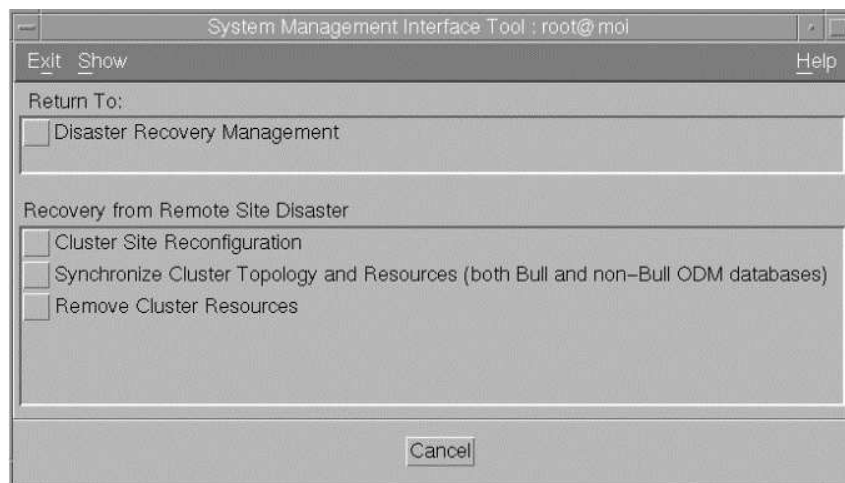 System Management Interface Tool : root@ moi
Exit Show Help
Return To:
Disaster Recovery Management
Recovery from Remote Site Disaster
Cluster Site Reconfiguration
Synchronize Cluster Topology and Resources (both Bull and non–Bull ODM databases)
Remove Cluster Resources
Cancel